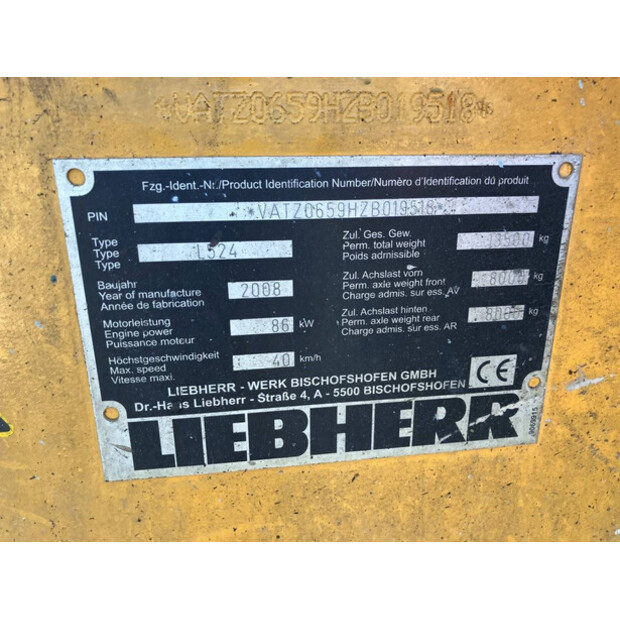 *VATZ0659HZB019518*
Fzg.-Ident.-Nr./Product Identification Number/Numéro d'Identification dû produit
PIN *VATZ0659HZB019518*
Type
Type L524
Type
Baujahr
Year of manufacture 2008
Année de fabrication
Motorleistung
Engine power 86 kW
Puissance moteur
Höchstgeschwindigkeit
Max. speed 40 km/h
Vitesse maxi.
Zul. Ges. Gew.
Perm. total weight 13500 kg
Poids admissible
Zul. Achslast vorn
Perm. axle weight front 8000 kg
Charge admis. sur ess. AV
Zul. Achslast hinten
Perm. axle weight rear 8000 kg
Charge admis. sur ess. AR
LIEBHERR - WERK BISCHOFSHOFEN GMBH
Dr.-Hans Liebherr - Straße 4, A - 5500 BISCHOFSHOFEN
CE
LIEBHERR